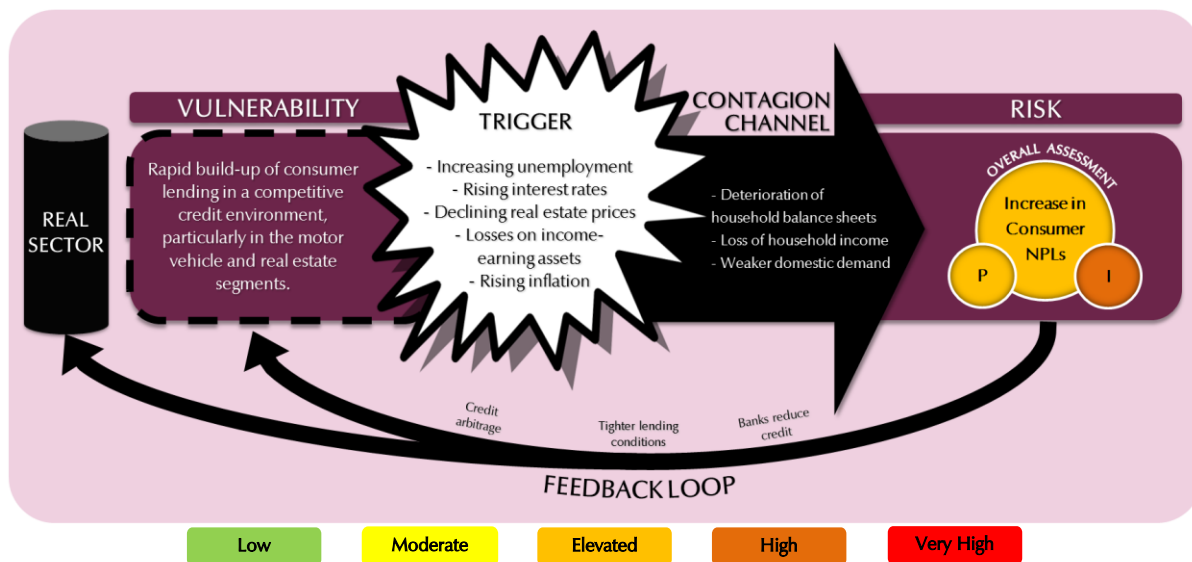 VULNERABILITY
TRIGGER
CONTAGION
CHANNEL
RISK
REAL
SECTOR
Rapid build-up of consumer
lending in a competitive
credit environment,
particularly in the motor
vehicle and real estate
segments.
- Increasing unemployment
- Rising interest rates
- Declining real estate prices
- Losses on income-
earning assets
- Rising inflation
- Deterioration of
household balance sheets
- Loss of household income
- Weaker domestic demand
OVERALL ASSESSMENT
Increase in
Consumer
NPLs
P
I
Credit
arbitrage
Tighter lending
conditions
Banks reduce
credit
FEEDBACK LOOP
Low
Moderate
Elevated
High
Very High